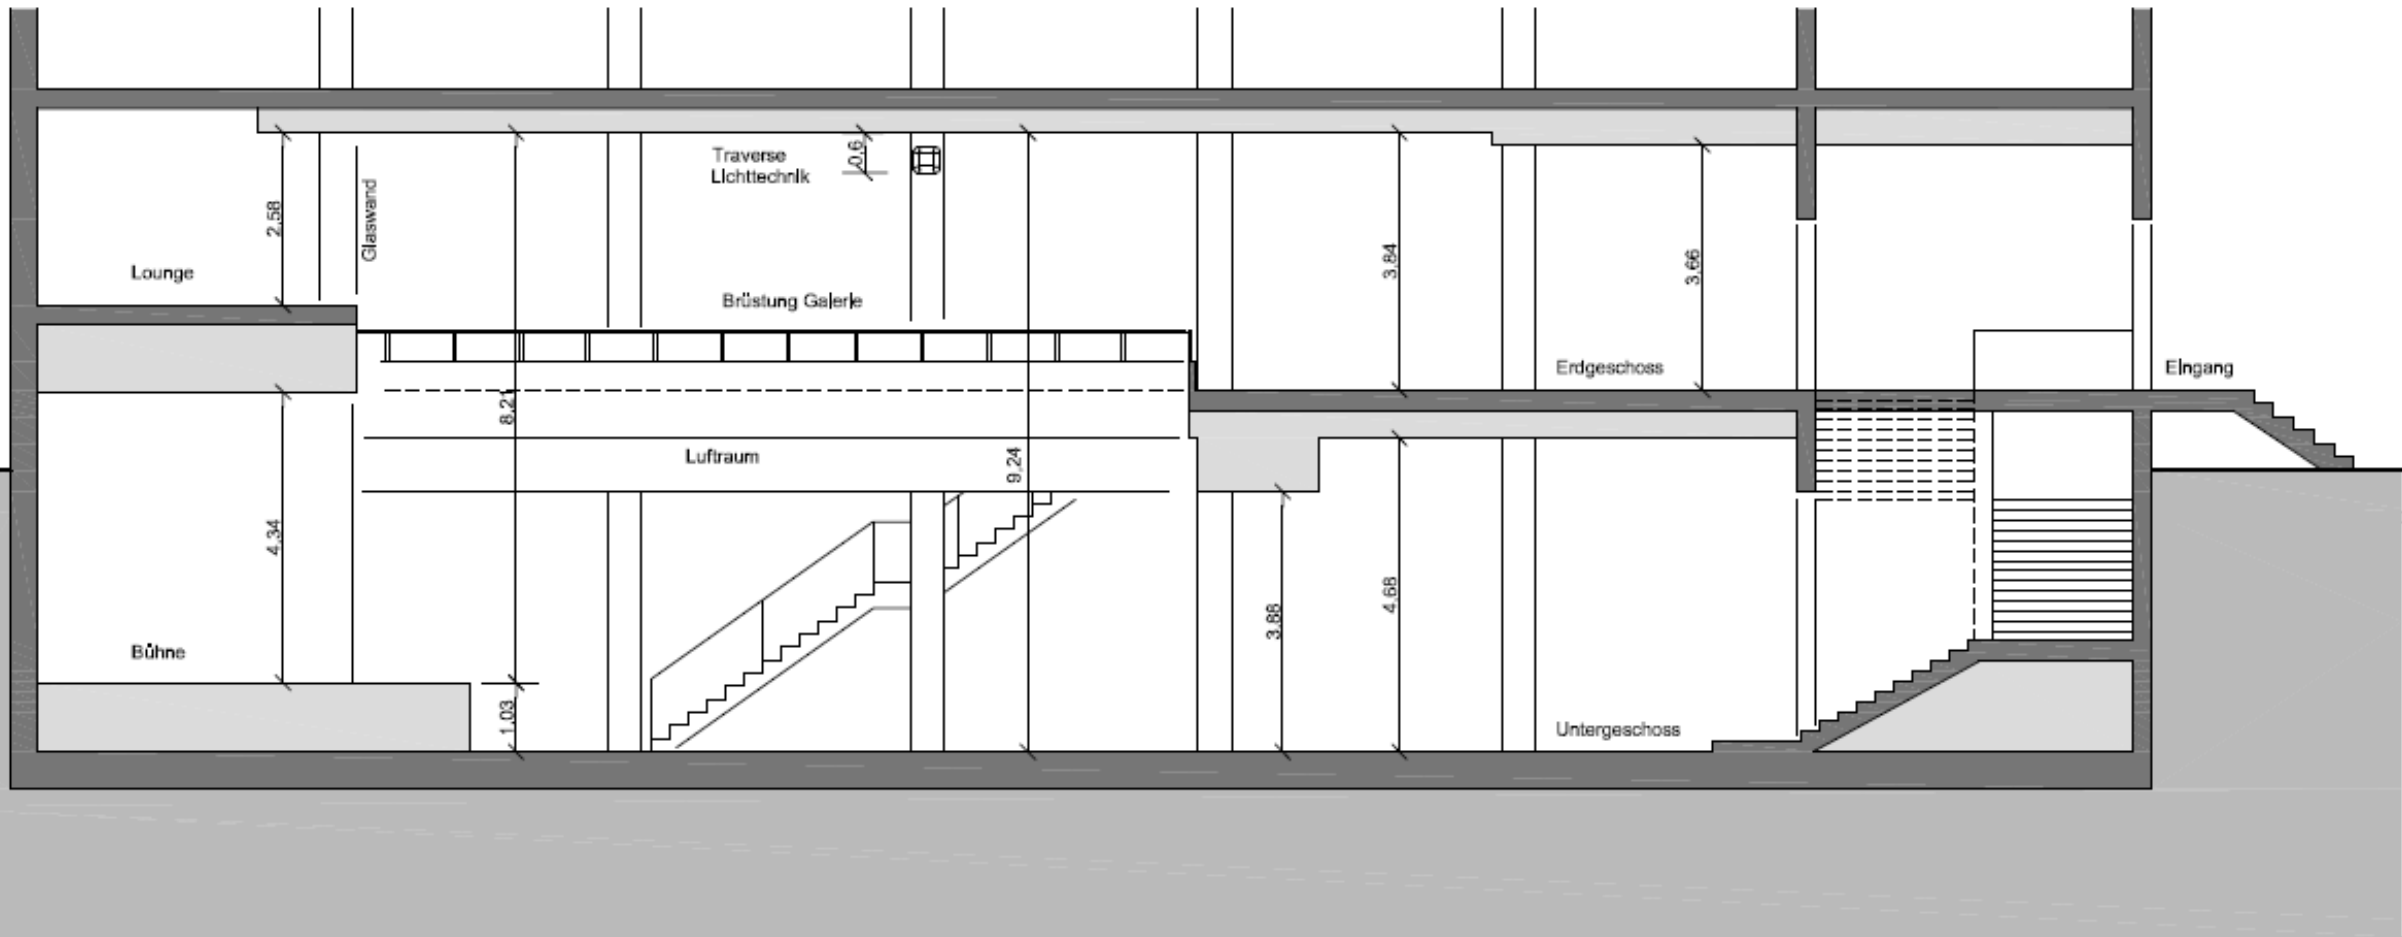 Traverse
Lichttechnik
0,6
Glaswand
2,58
Lounge
Brüstung Galerie
3,84
3,66
Erdgeschoss
Eingang
8,21
Luftraum
9,24
4,34
3,88
4,68
Bühne
1,03
Untergeschoss